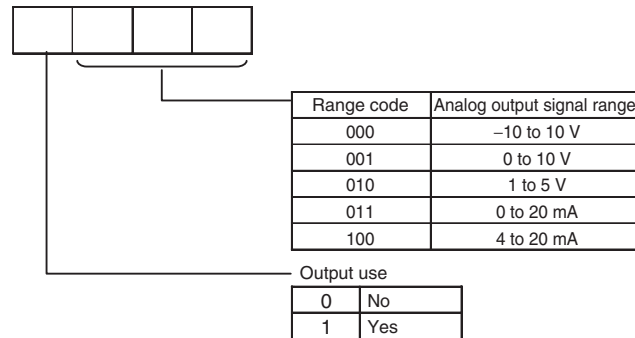 Range code Analog output signal range
000 –10 to 10 V
001 0 to 10 V
010 1 to 5 V
011 0 to 20 mA
100 4 to 20 mA
Output use
0 No
1 Yes